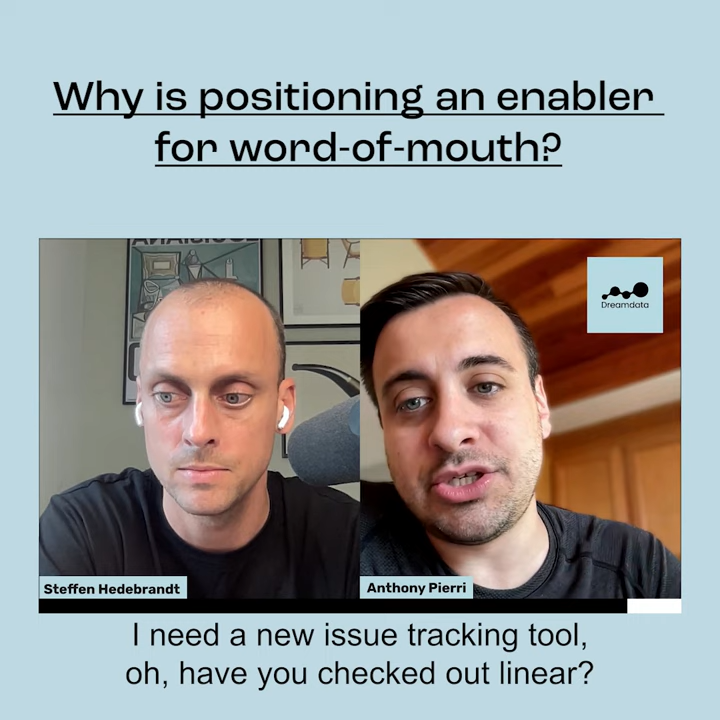 Why is positioning an enabler
for word-of-mouth?
Dreamdata
Steffen Hedebrandt
Anthony Pierri
I need a new issue tracking tool,
oh, have you checked out linear?